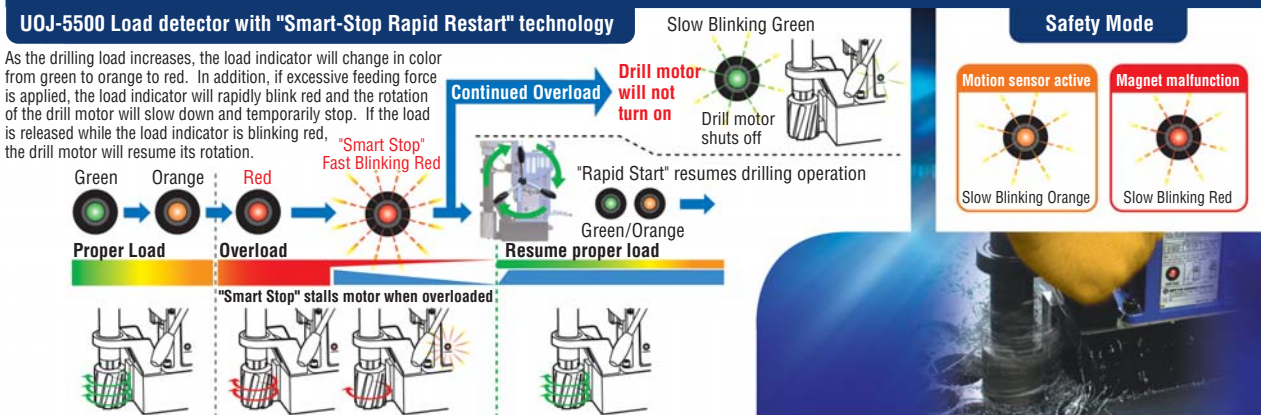 UOJ-5500 Load detector with "Smart-Stop Rapid Restart" technology
As the drilling load increases, the load indicator will change in color
from green to orange to red. In addition, if excessive feeding force
is applied, the load indicator will rapidly blink red and the rotation
of the drill motor will slow down and temporarily stop. If the load
is released while the load indicator is blinking red,
the drill motor will resume its rotation.
Green
Orange
Red
"Smart Stop"
Fast Blinking Red
Continued Overload
Drill motor
will not
turn on
Slow Blinking Green
Drill motor
shuts off
"Rapid Start" resumes drilling operation
Green/Orange
Proper Load
Overload
Resume proper load
"Smart Stop" stalls motor when overloaded
Safety Mode
Motion sensor active
Slow Blinking Orange
Magnet malfunction
Slow Blinking Red